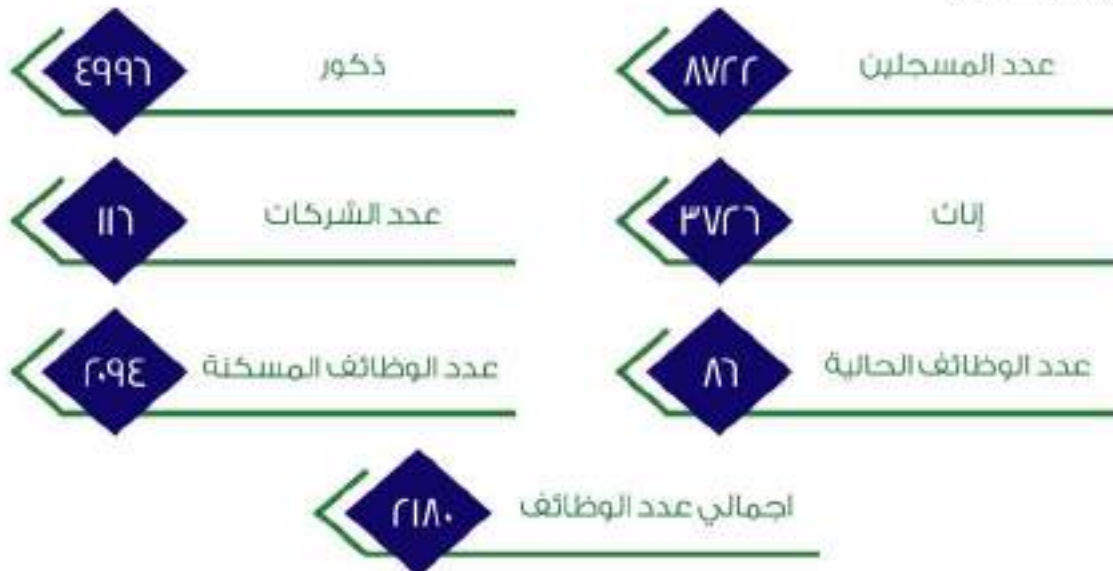 عدد المسجلين ٨٧٢٢
ذكور ٤٩٩٦
إناث ٣٧٢٦
عدد الشركات ١١٦
عدد الوظائف الحالية ٨٦
عدد الوظائف المسكنة ٢٠٩٤
اجمالي عدد الوظائف ٢١٨٠